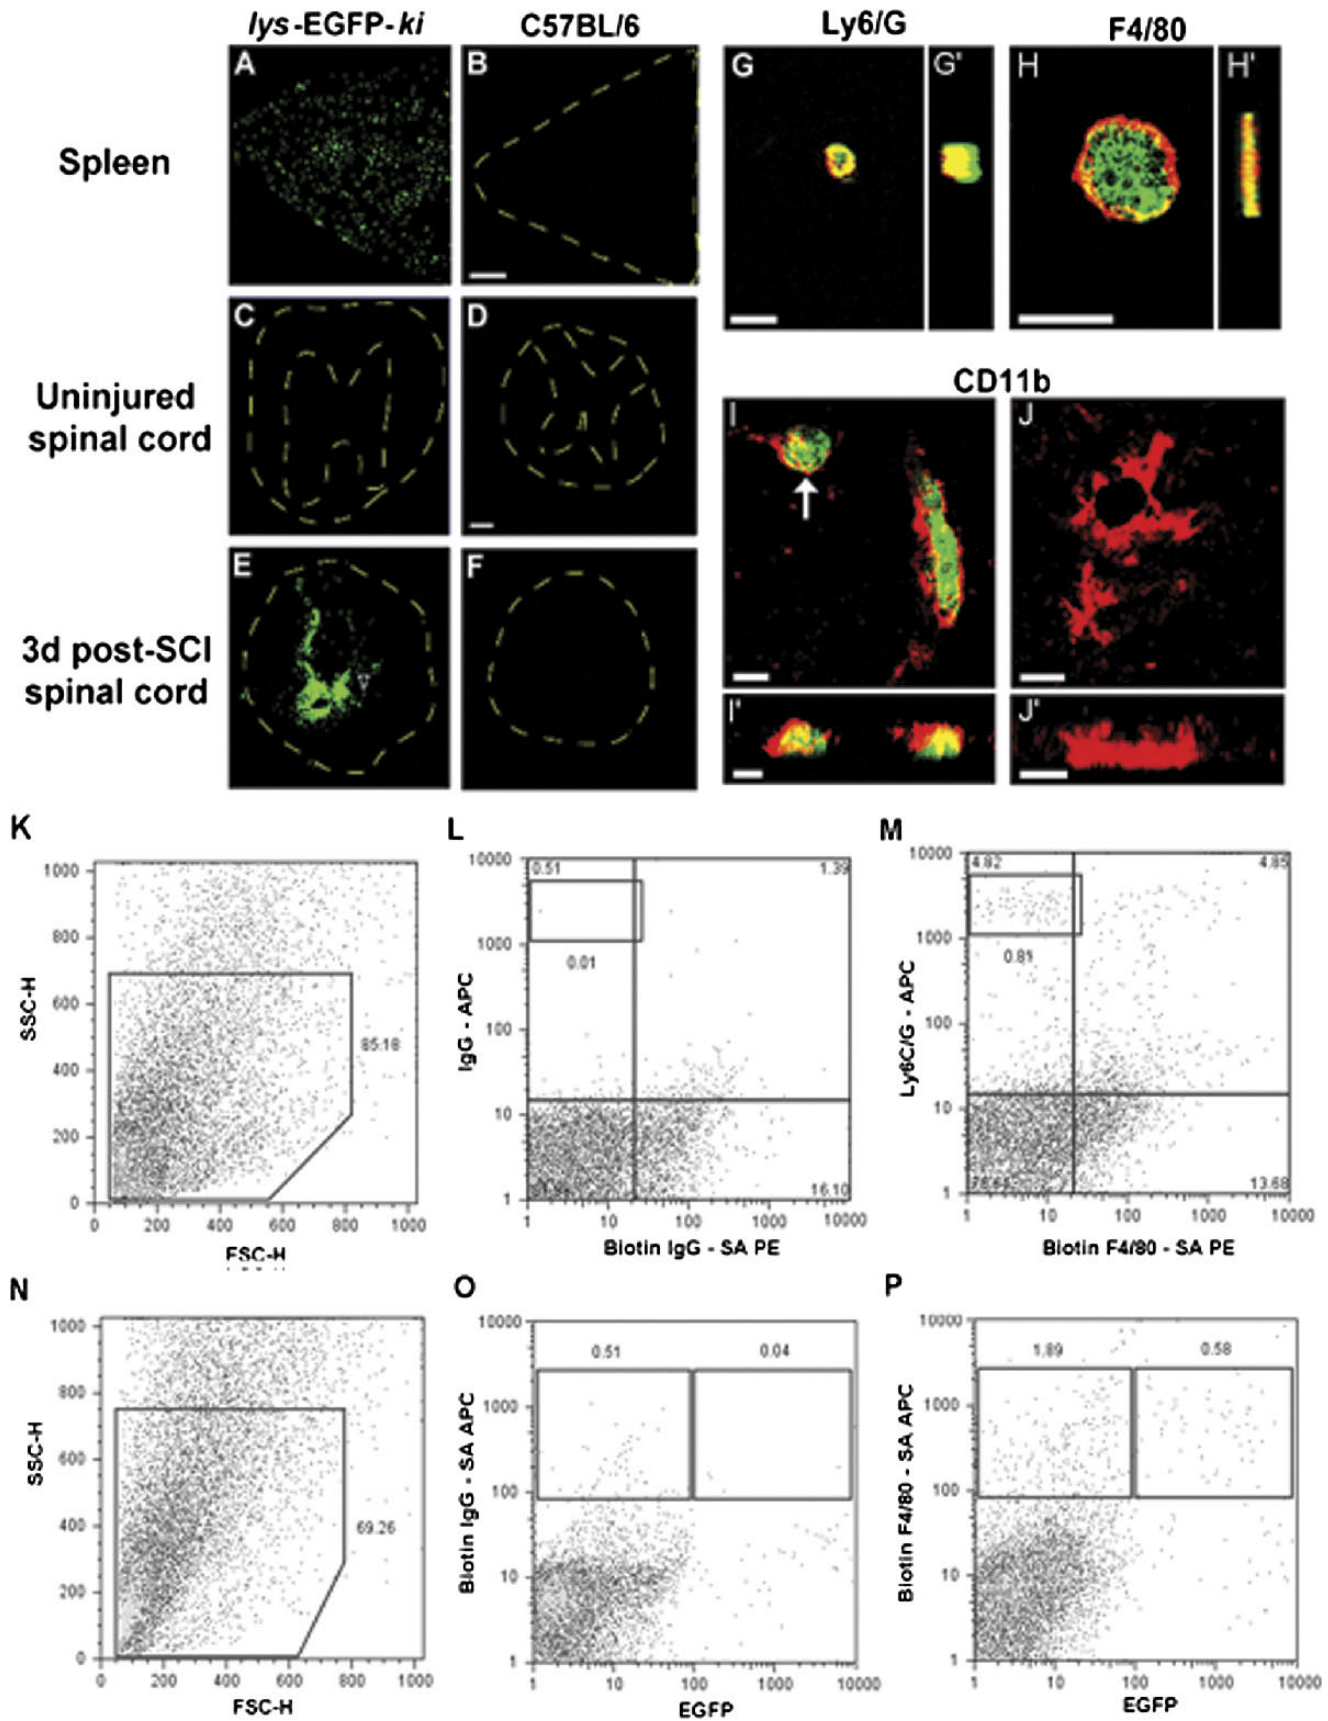 lys-EGFP-ki C57BL/6 Ly6/G F4/80
A B G G' H H'
Spleen
C D
Uninjured
spinal cord
CD11b
I J
E F
3d post-SCI
spinal cord
I' J'
K L M
1000
800
600
400
200
0
SSC-H
85.18
0 200 400 600 800 1000
FSC-H
10000
1000
100
10
1
IgG - APC
0.51 1.39
0.01
16.10
1 10 100 1000 10000
Biotin IgG - SA PE
10000
1000
100
10
1
Ly6C/G - APC
4.82 4.85
0.81
13.68
1 10 100 1000 10000
Biotin F4/80 - SA PE
N O P
1000
800
600
400
200
0
SSC-H
69.26
0 200 400 600 800 1000
FSC-H
10000
1000
100
10
1
Biotin IgG - SA APC
0.51 0.04
1 10 100 1000 10000
EGFP
10000
1000
100
10
1
Biotin F4/80 - SA APC
1.89 0.58
1 10 100 1000 10000
EGFP